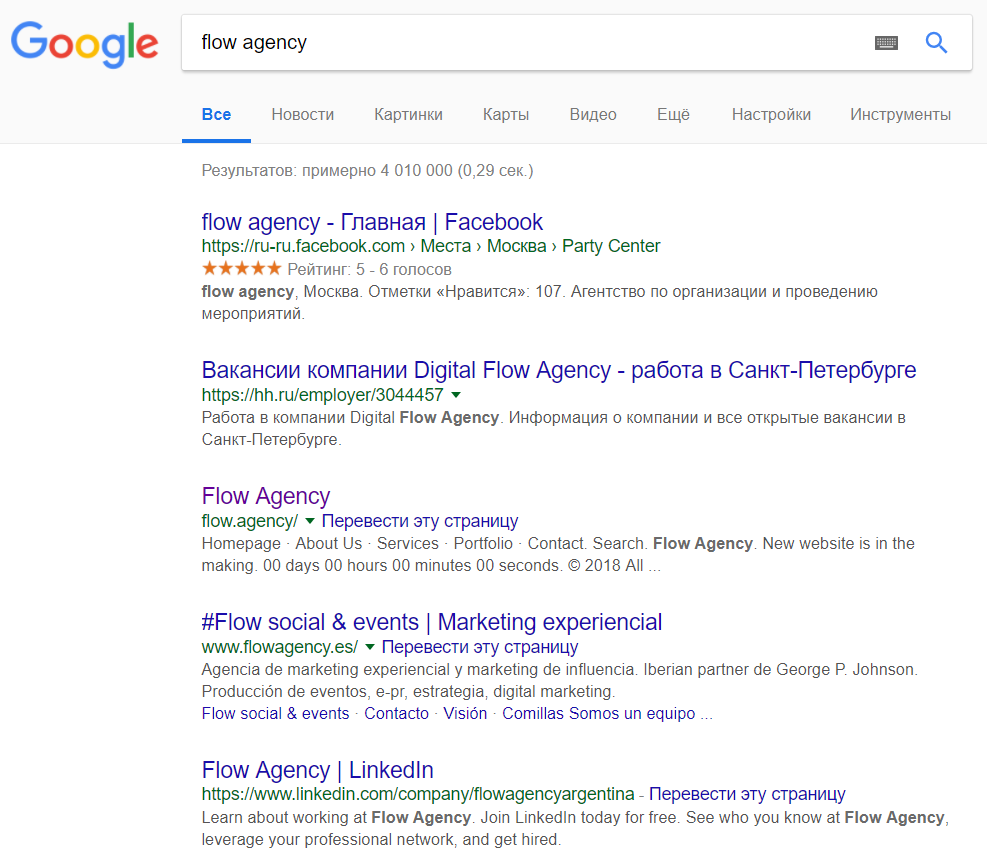 Google
flow agency
Все Новости Картинки Карты Видео Ещё Настройки Инструменты
Результатов: примерно 4 010 000 (0,29 сек.)
flow agency - Главная | Facebook
https://ru-ru.facebook.com › Места › Москва › Party Center
Рейтинг: 5 - 6 голосов
flow agency, Москва. Отметки «Нравится»: 107. Агентство по организации и проведению
мероприятий.
Вакансии компании Digital Flow Agency - работа в Санкт-Петербурге
https://hh.ru/employer/3044457
Работа в компании Digital Flow Agency. Информация о компании и все открытые вакансии в
Санкт-Петербурге.
Flow Agency
flow.agency/ Перевести эту страницу
Homepage · About Us · Services · Portfolio · Contact. Search. Flow Agency. New website is in the
making. 00 days 00 hours 00 minutes 00 seconds. © 2018 All ...
#Flow social & events | Marketing experiencial
www.flowagency.es/ Перевести эту страницу
Agencia de marketing experiencial y marketing de influencia. Iberian partner de George P. Johnson.
Producción de eventos, e-pr, estrategia, digital marketing.
Flow social & events · Contacto · Visión · Comillas Somos un equipo ...
Flow Agency | LinkedIn
https://www.linkedin.com/company/flowagencyargentina - Перевести эту страницу
Learn about working at Flow Agency. Join LinkedIn today for free. See who you know at Flow Agency,
leverage your professional network, and get hired.